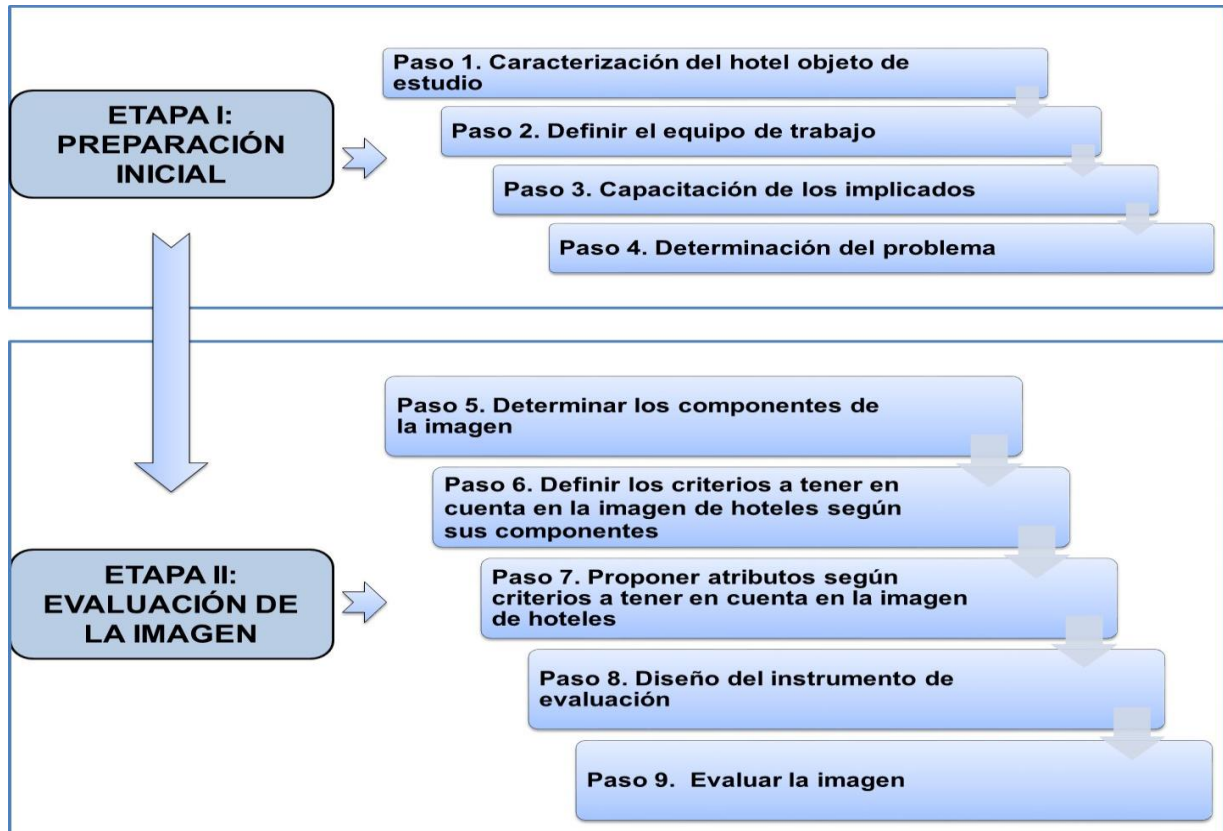 ETAPA I:
PREPARACIÓN
INICIAL
Paso 1. Caracterización del hotel objeto de
estudio
Paso 2. Definir el equipo de trabajo
Paso 3. Capacitación de los implicados
Paso 4. Determinación del problema
ETAPA II:
EVALUACIÓN DE
LA IMAGEN
Paso 5. Determinar los componentes de
la imagen
Paso 6. Definir los criterios a tener en
cuenta en la imagen de hoteles según
sus componentes
Paso 7. Proponer atributos según
criterios a tener en cuenta en la imagen
de hoteles
Paso 8. Diseño del instrumento de
evaluación
Paso 9. Evaluar la imagen